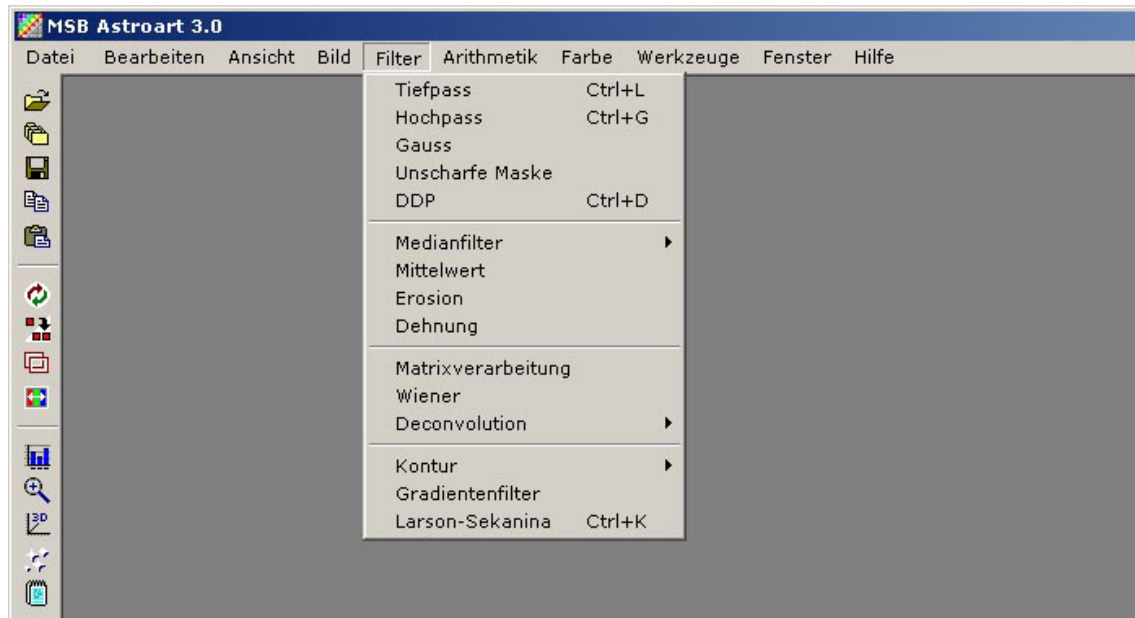 MSB Astroart 3.0
Datei Bearbeiten Ansicht Bild Filter Arithmetik Farbe Werkzeuge Fenster Hilfe
Tiefpass Ctrl+L
Hochpass Ctrl+G
Gauss
Unscharfe Maske
DDP Ctrl+D
Medianfilter
Mittelwert
Erosion
Dehnung
Matrixverarbeitung
Wiener
Deconvolution
Kontur
Gradientenfilter
Larson-Sekanina Ctrl+K
3D